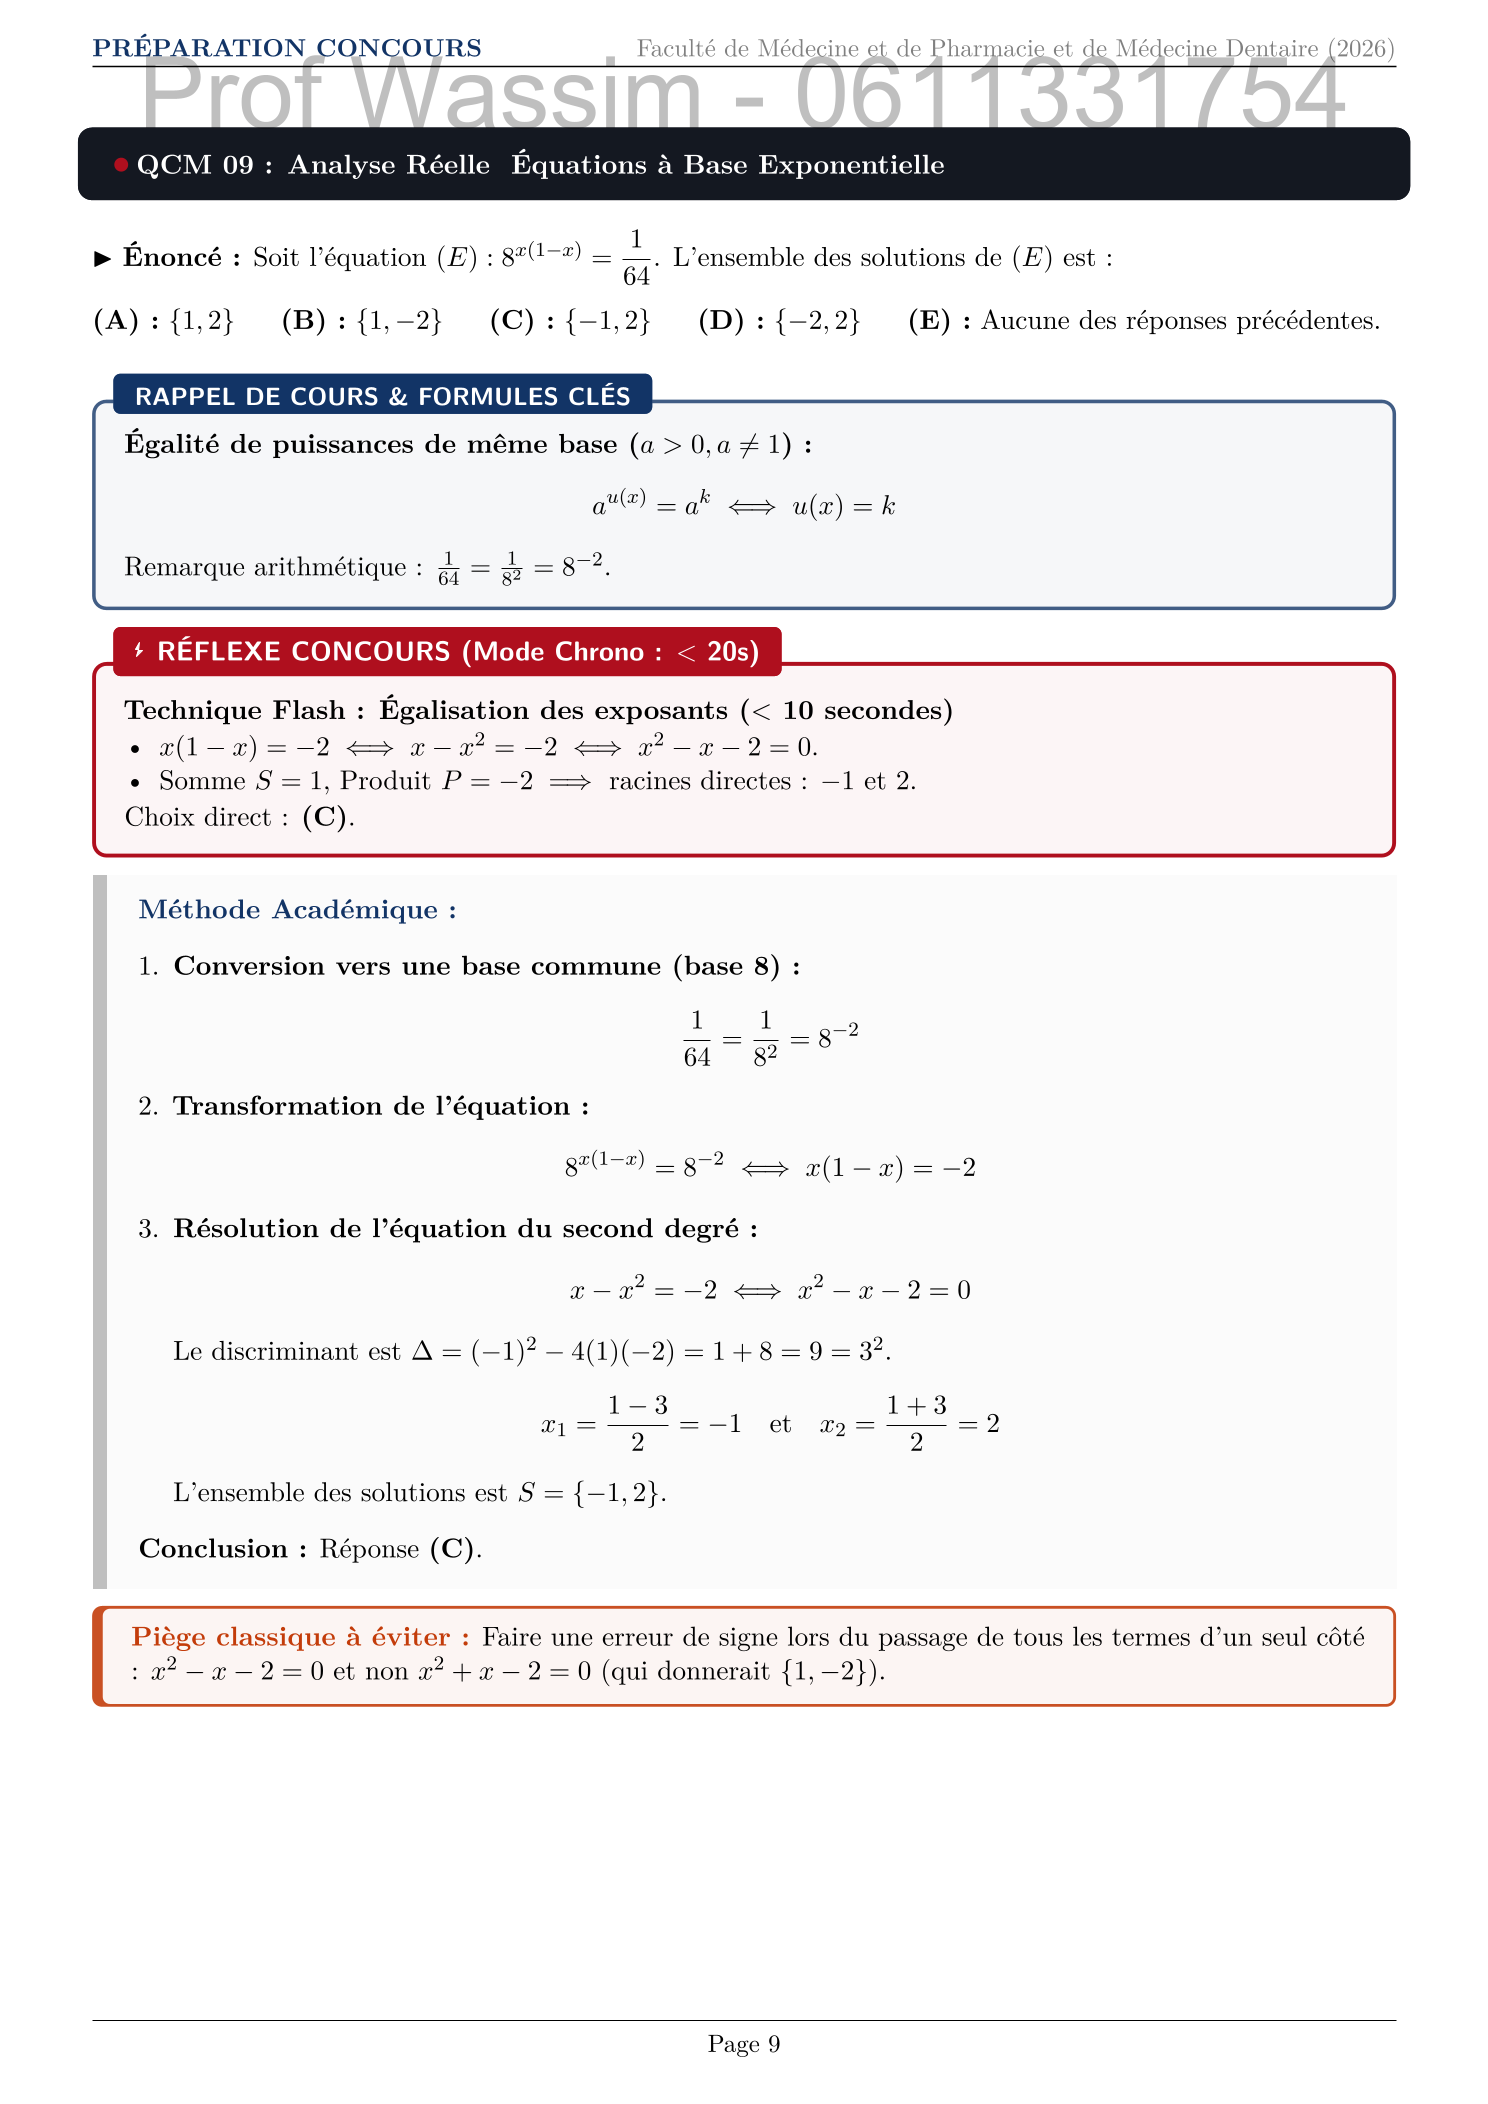 PRÉPARATION CONCOURS Faculté de Médecine et de Pharmacie et de Médecine Dentaire (2026)
Prof Wassim - 0611331754
● QCM 09 : Analyse Réelle Équations à Base Exponentielle
▶ Énoncé : Soit l'équation (E) : 8^{x(1−x)} = 1/64. L'ensemble des solutions de (E) est :
(A) : {1, 2} (B) : {1, −2} (C) : {−1, 2} (D) : {−2, 2} (E) : Aucune des réponses précédentes.
RAPPEL DE COURS & FORMULES CLÉS
Égalité de puissances de même base (a > 0, a ≠ 1) :
a^{u(x)} = a^k ⟺ u(x) = k
Remarque arithmétique : 1/64 = 1/8² = 8⁻².
RÉFLEXE CONCOURS (Mode Chrono : < 20s)
Technique Flash : Égalisation des exposants (< 10 secondes)
• x(1 − x) = −2 ⟺ x − x² = −2 ⟺ x² − x − 2 = 0.
• Somme S = 1, Produit P = −2 ⟹ racines directes : −1 et 2.
Choix direct : (C).
Méthode Académique :
1. Conversion vers une base commune (base 8) :
1/64 = 1/8² = 8⁻²
2. Transformation de l'équation :
8^{x(1−x)} = 8⁻² ⟺ x(1 − x) = −2
3. Résolution de l'équation du second degré :
x − x² = −2 ⟺ x² − x − 2 = 0
Le discriminant est Δ = (−1)² − 4(1)(−2) = 1 + 8 = 9 = 3².
x₁ = (1 − 3)/2 = −1 et x₂ = (1 + 3)/2 = 2
L'ensemble des solutions est S = {−1, 2}.
Conclusion : Réponse (C).
Piège classique à éviter : Faire une erreur de signe lors du passage de tous les termes d'un seul côté
: x² − x − 2 = 0 et non x² + x − 2 = 0 (qui donnerait {1, −2}).
Page 9